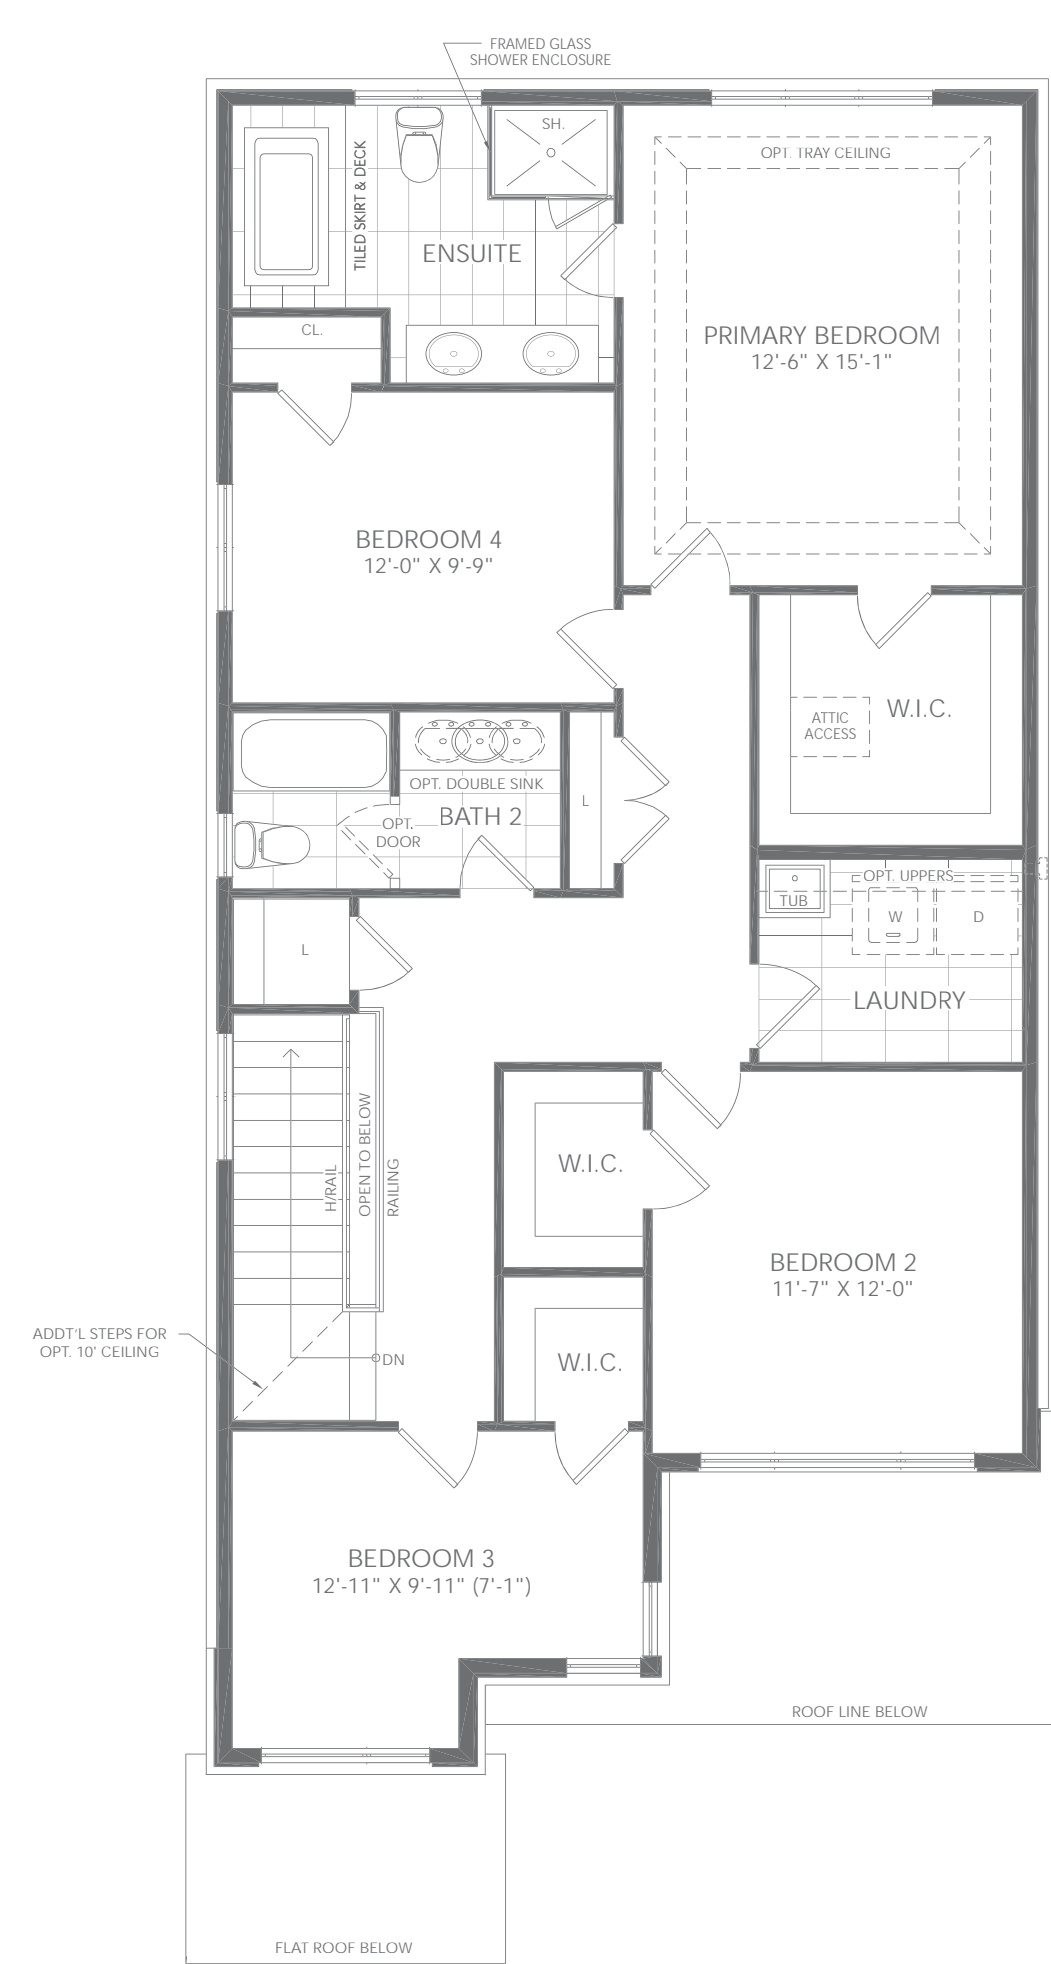 FRAMED GLASS
SHOWER ENCLOSURE
SH.
OPT. TRAY CEILING
TILED SKIRT & DECK
ENSUITE
CL.
PRIMARY BEDROOM
12'-6" X 15'-1"
BEDROOM 4
12'-0" X 9'-9"
W.I.C.
ATTIC
ACCESS
OPT. DOUBLE SINK
BATH 2
OPT.
DOOR
L
OPT. UPPERS
TUB
W
D
LAUNDRY
L
H/RAIL
OPEN TO BELOW
RAILING
W.I.C.
BEDROOM 2
11'-7" X 12'-0"
ADDT'L STEPS FOR
OPT. 10' CEILING
DN
W.I.C.
BEDROOM 3
12'-11" X 9'-11" (7'-1")
ROOF LINE BELOW
FLAT ROOF BELOW